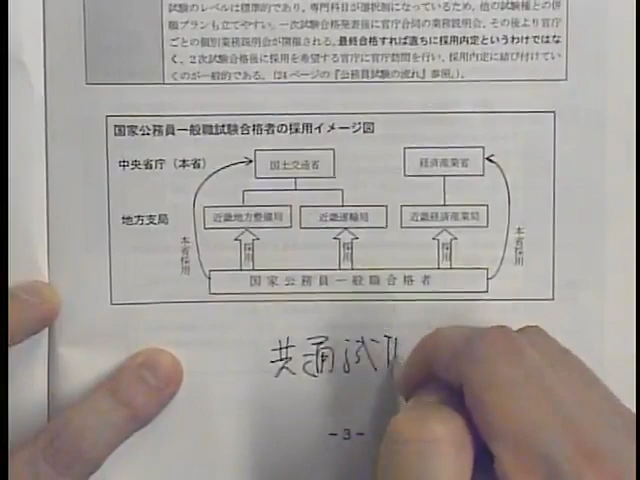 試験のレベルは標準的であり、専門科目が選択制になっているため、他の試験種との併
願プランも立てやすい。一次試験合格発表後に官庁合同の業務説明会、その後より官庁
ごとの個別業務説明会が開催される。最終合格すれば直ちに採用内定というわけではな
く、2次試験合格後に採用を希望する官庁に官庁訪問を行い、採用内定に結び付けてい
くのが一般的である。(24ページの『公務員試験の流れ』参照。)。
国家公務員一般職試験合格者の採用イメージ図
中央省庁(本省) 国土交通省 経済産業省
地方支局 近畿地方整備局 近畿運輸局 近畿経済産業局
本省採用 採用 採用 採用 本省採用
国家公務員一般職合格者
共通試
-3-